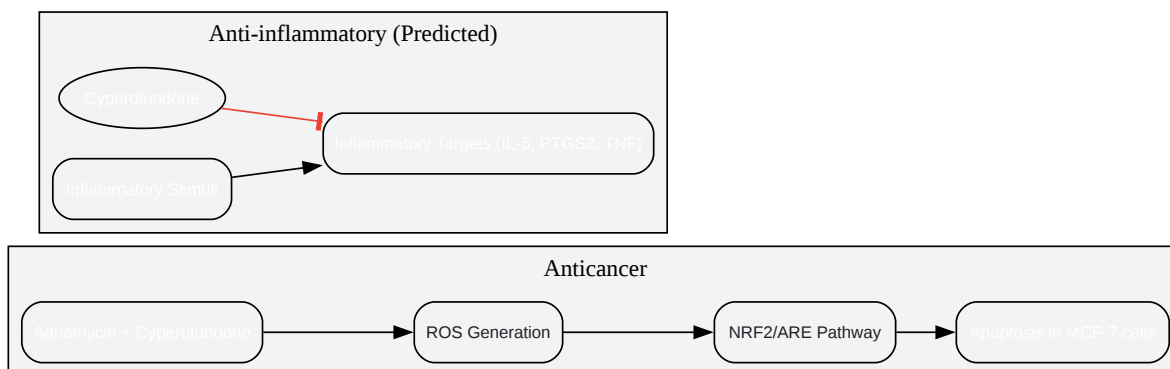 Anti-inflammatory (Predicted)
Cyperotundone
Inflammatory Targets (IL-6, PTGS2, TNF)
Inflammatory Stimuli
Anticancer
Adriamycin + Cyperotundone
ROS Generation
NRF2/ARE Pathway
Apoptosis in MCF-7 cells